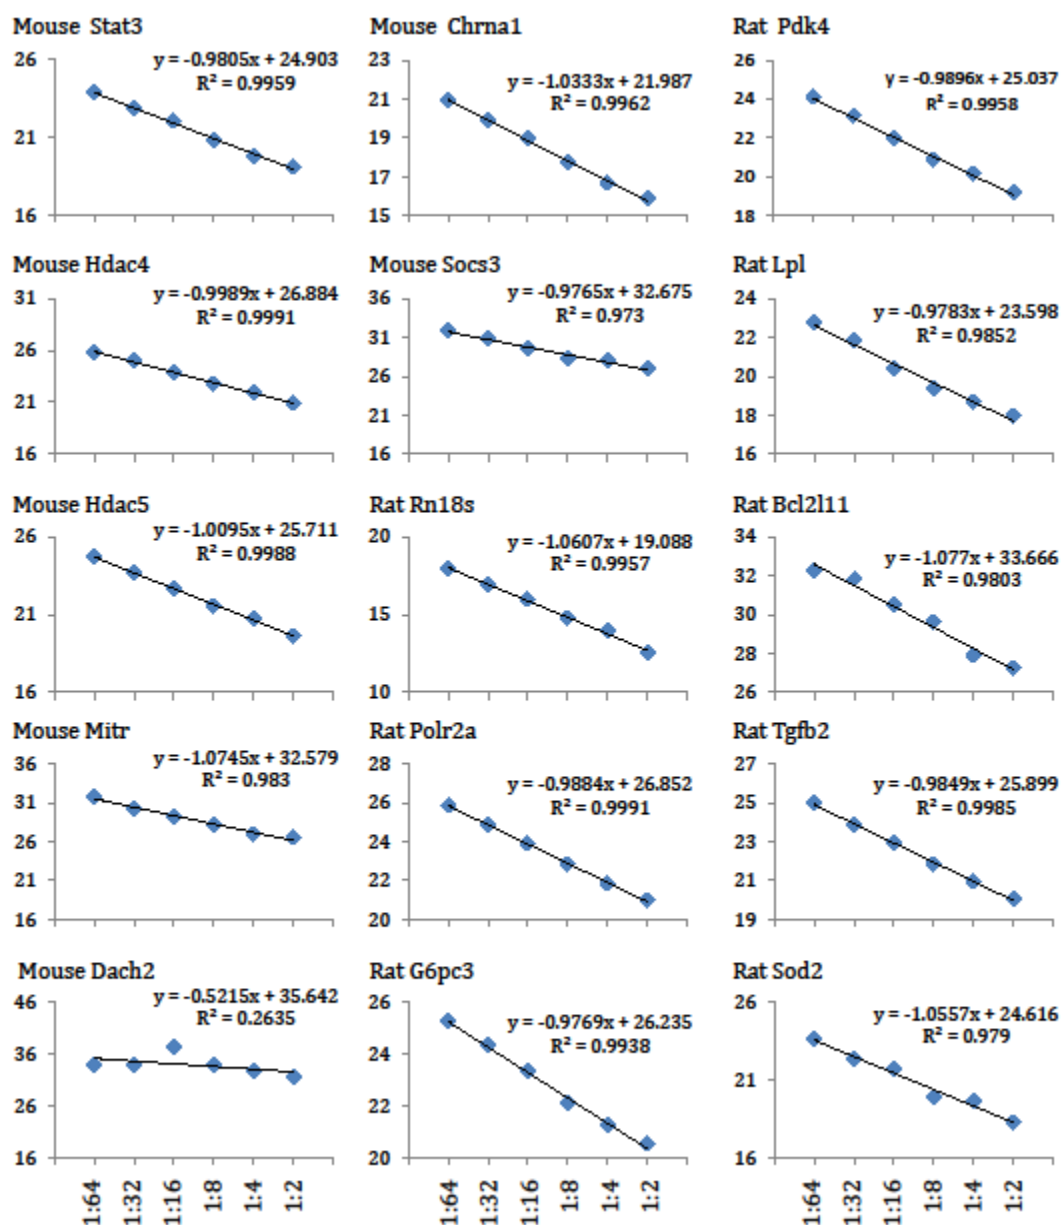 Mouse Stat3
26
21
16
y = -0.9805x + 24.903
R² = 0.9959
Mouse Chrna1
23
21
19
17
15
y = -1.0333x + 21.987
R² = 0.9962
Rat Pdk4
26
24
22
20
18
y = -0.9896x + 25.037
R² = 0.9958
Mouse Hdac4
31
26
21
16
y = -0.9989x + 26.884
R² = 0.9991
Mouse Socs3
36
31
26
21
16
y = -0.9765x + 32.675
R² = 0.973
Rat Lpl
24
22
20
18
16
y = -0.9783x + 23.598
R² = 0.9852
Mouse Hdac5
26
21
16
y = -1.0095x + 25.711
R² = 0.9988
Rat Rn18s
20
15
10
y = -1.0607x + 19.088
R² = 0.9957
Rat Bcl2l11
34
32
30
28
26
y = -1.077x + 33.666
R² = 0.9803
Mouse Mitr
36
31
26
16
y = -1.0745x + 32.579
R² = 0.983
Rat Polr2a
28
26
24
22
20
y = -0.9884x + 26.852
R² = 0.9991
Rat Tgfb2
27
25
23
21
19
y = -0.9849x + 25.899
R² = 0.9985
Mouse Dach2
46
36
26
16
y = -0.5215x + 35.642
R² = 0.2635
1:64
1:32
1:16
1:8
1:4
1:2
Rat G6pc3
26
24
22
20
y = -0.9769x + 26.235
R² = 0.9938
1:64
1:32
1:16
1:8
1:4
1:2
Rat Sod2
26
21
16
y = -1.0557x + 24.616
R² = 0.979
1:64
1:32
1:16
1:8
1:4
1:2